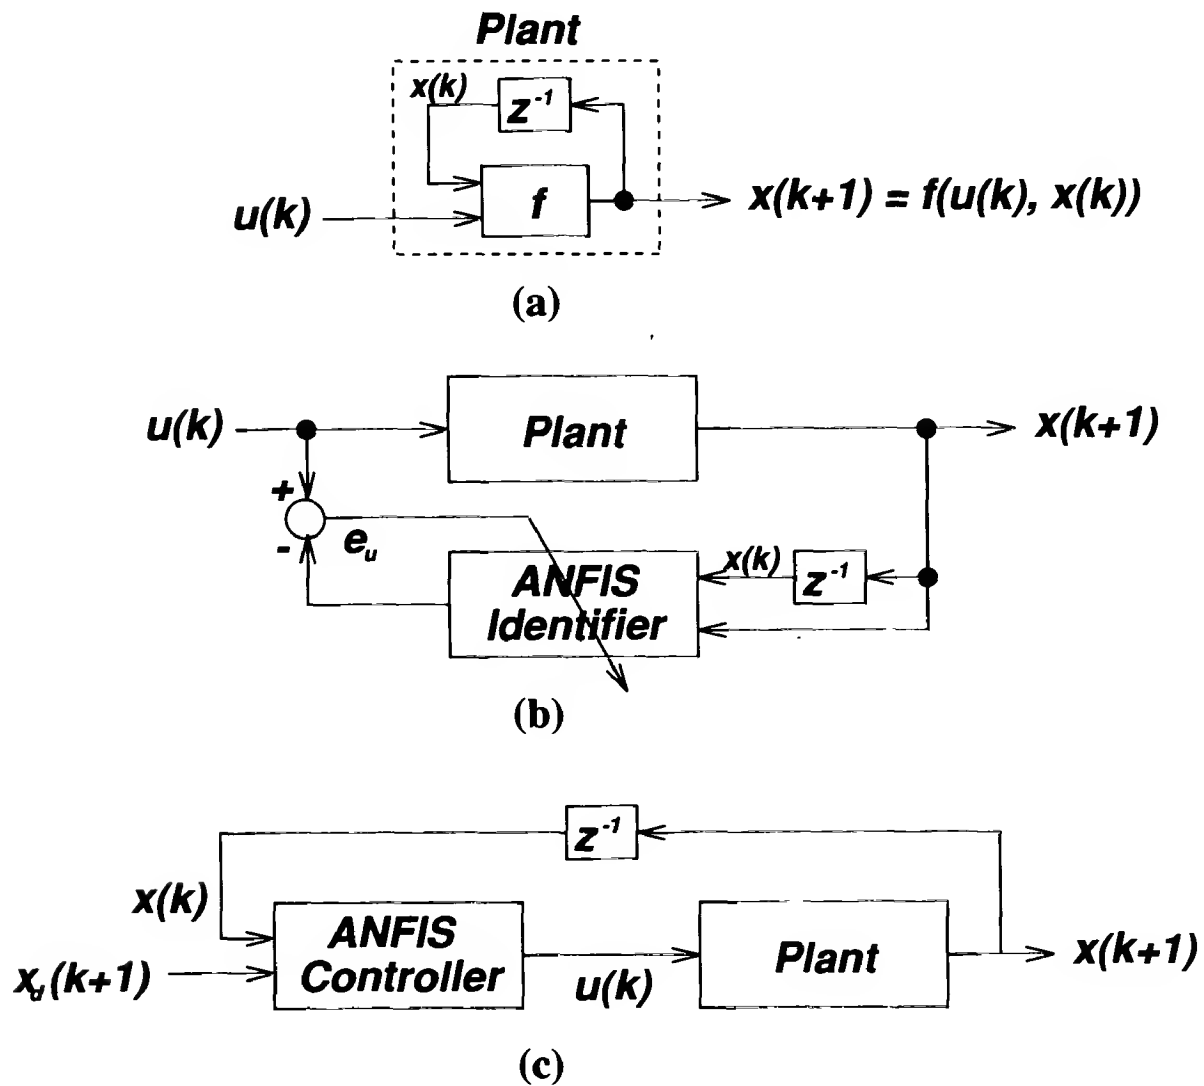 Plant
x(k)
z⁻¹
f
u(k)
x(k+1) = f(u(k), x(k))
(a)
u(k)
Plant
x(k+1)
+
-
e_u
ANFIS
Identifier
x(k)
z⁻¹
(b)
z⁻¹
x(k)
x_d(k+1)
ANFIS
Controller
u(k)
Plant
x(k+1)
(c)